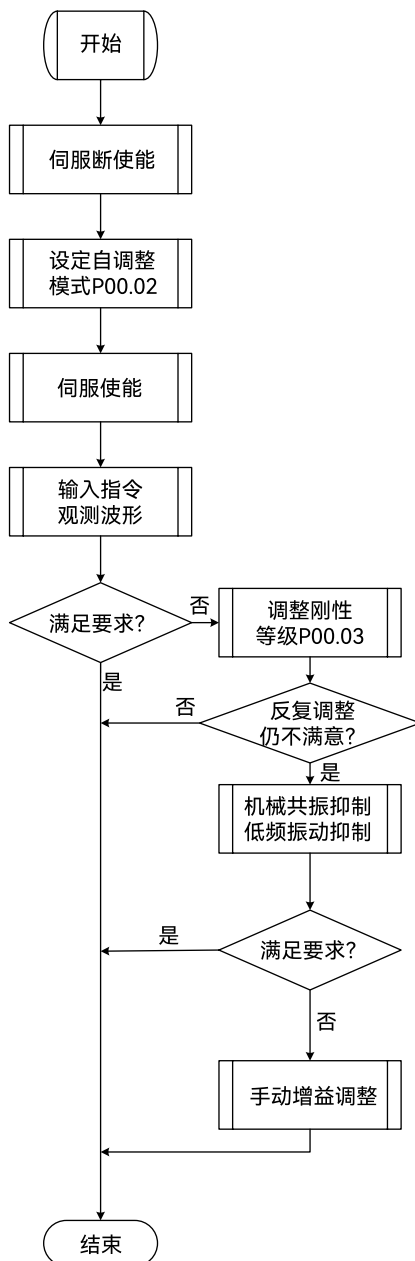 开始
伺服断使能
设定自调整
模式P00.02
伺服使能
输入指令
观测波形
满足要求?
否
调整刚性
等级P00.03
是
否
反复调整
仍不满意?
是
机械共振抑制
低频振动抑制
是
满足要求?
否
手动增益调整
结束